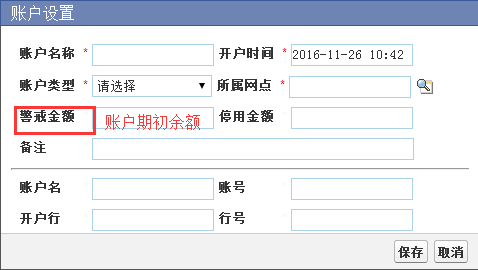 账户设置
账户名称 * 开户时间 * 2016-11-26 10:42
账户类型 * 请选择 所属网点 *
警戒金额 账户期初余额 停用金额
备注
账户名 账号
开户行 行号
保存 取消